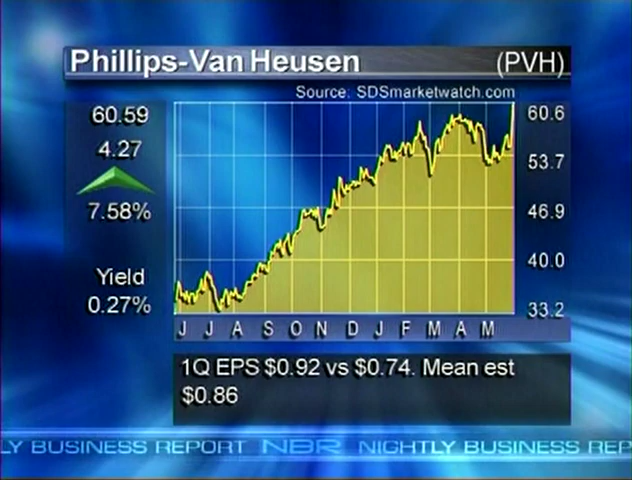 Phillips-Van Heusen (PVH)
Source: SDSmarketwatch.com
60.59
4.27
7.58%
Yield
0.27%
60.6
53.7
46.9
40.0
33.2
J J A S O N D J F M A M
1Q EPS $0.92 vs $0.74. Mean est
$0.86
LY BUSINESS REPORT NBR NIGHTLY BUSINESS REP